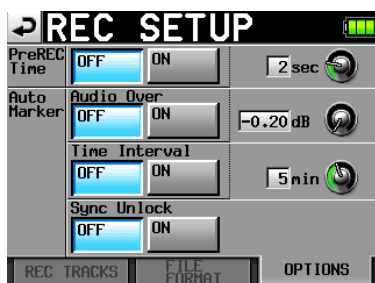 REC SETUP
PreREC Time OFF ON 2 sec
Auto Marker
Audio Over
OFF ON -0.20 dB
Time Interval
OFF ON 5 min
Sync Unlock
OFF ON
REC TRACKS FILE FORMAT OPTIONS